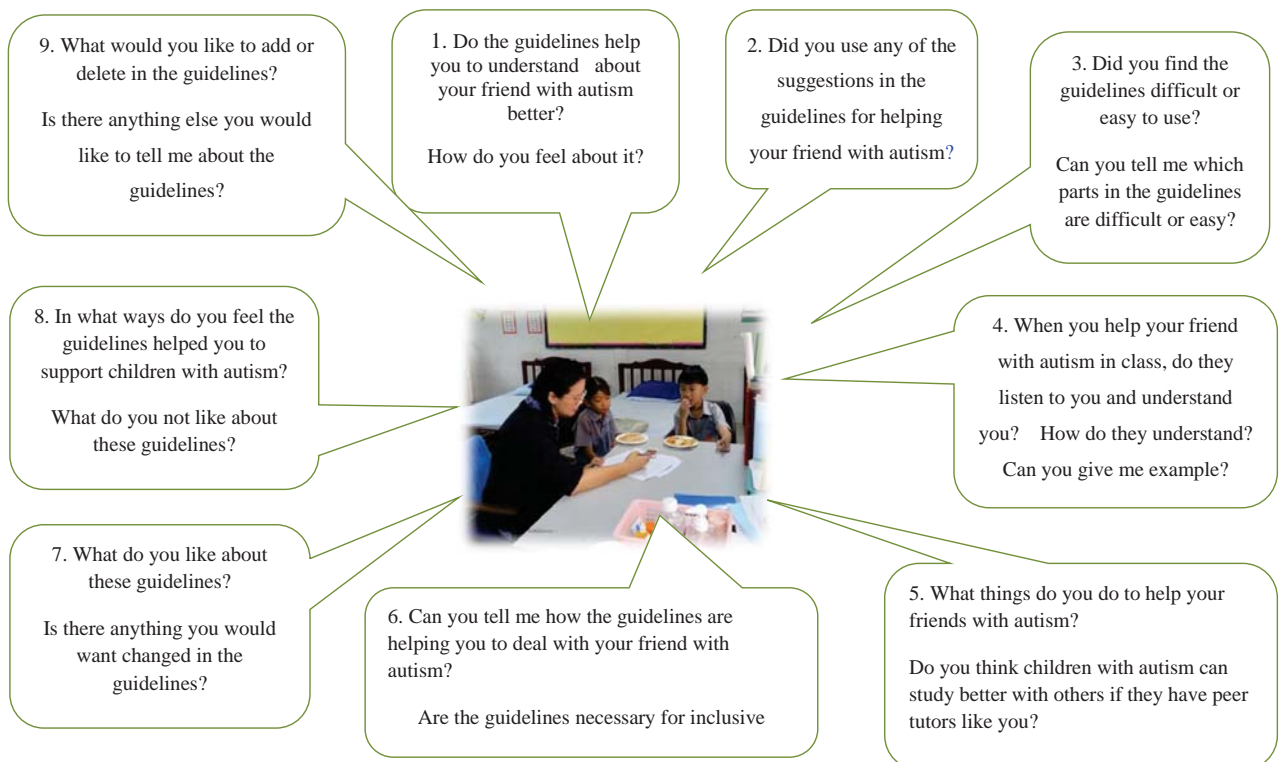 1. Do the guidelines help
you to understand about
your friend with autism
better?
How do you feel about it?
2. Did you use any of the
suggestions in the
guidelines for helping
your friend with autism?
3. Did you find the
guidelines difficult or
easy to use?
Can you tell me which
parts in the guidelines
are difficult or easy?
4. When you help your friend
with autism in class, do they
listen to you and understand
you? How do they understand?
Can you give me example?
5. What things do you do to help your
friends with autism?
Do you think children with autism can
study better with others if they have peer
tutors like you?
6. Can you tell me how the guidelines are
helping you to deal with your friend with
autism?
Are the guidelines necessary for inclusive
7. What do you like about
these guidelines?
Is there anything you would
want changed in the
guidelines?
8. In what ways do you feel the
guidelines helped you to
support children with autism?
What do you not like about
these guidelines?
9. What would you like to add or
delete in the guidelines?
Is there anything else you would
like to tell me about the
guidelines?